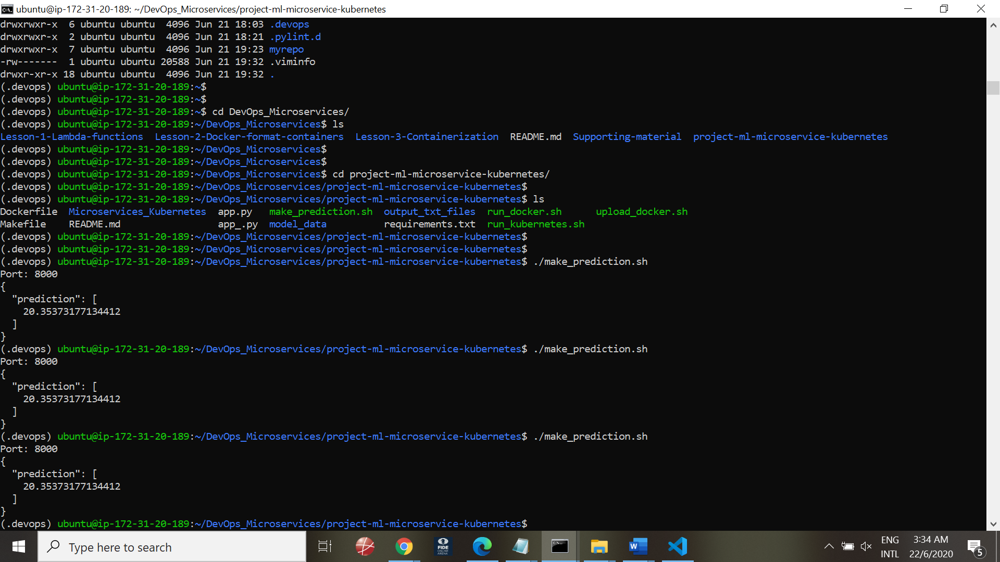 ubuntu@ip-172-31-20-189: ~/DevOps_Microservices/project-ml-microservice-kubernetes
drwxrwxr-x  6 ubuntu ubuntu  4096 Jun 21 18:03 .devops
drwxrwxr-x  2 ubuntu ubuntu  4096 Jun 21 18:21 .pylint.d
drwxrwxr-x  7 ubuntu ubuntu  4096 Jun 21 19:23 myrepo
-rw-------  1 ubuntu ubuntu 20588 Jun 21 19:32 .viminfo
drwxr-xr-x 18 ubuntu ubuntu  4096 Jun 21 19:32 .
(.devops) ubuntu@ip-172-31-20-189:~$
(.devops) ubuntu@ip-172-31-20-189:~$
(.devops) ubuntu@ip-172-31-20-189:~$ cd DevOps_Microservices/
(.devops) ubuntu@ip-172-31-20-189:~/DevOps_Microservices$ ls
Lesson-1-Lambda-functions  Lesson-2-Docker-format-containers  Lesson-3-Containerization  README.md  Supporting-material  project-ml-microservice-kubernetes
(.devops) ubuntu@ip-172-31-20-189:~/DevOps_Microservices$
(.devops) ubuntu@ip-172-31-20-189:~/DevOps_Microservices$
(.devops) ubuntu@ip-172-31-20-189:~/DevOps_Microservices$ cd project-ml-microservice-kubernetes/
(.devops) ubuntu@ip-172-31-20-189:~/DevOps_Microservices/project-ml-microservice-kubernetes$
(.devops) ubuntu@ip-172-31-20-189:~/DevOps_Microservices/project-ml-microservice-kubernetes$ ls
Dockerfile  Microservices_Kubernetes  app.py   make_prediction.sh  output_txt_files  run_docker.sh      upload_docker.sh
Makefile    README.md                 app_.py  model_data          requirements.txt  run_kubernetes.sh
(.devops) ubuntu@ip-172-31-20-189:~/DevOps_Microservices/project-ml-microservice-kubernetes$
(.devops) ubuntu@ip-172-31-20-189:~/DevOps_Microservices/project-ml-microservice-kubernetes$
(.devops) ubuntu@ip-172-31-20-189:~/DevOps_Microservices/project-ml-microservice-kubernetes$ ./make_prediction.sh
Port: 8000
{
  "prediction": [
    20.35373177134412
  ]
}
(.devops) ubuntu@ip-172-31-20-189:~/DevOps_Microservices/project-ml-microservice-kubernetes$ ./make_prediction.sh
Port: 8000
{
  "prediction": [
    20.35373177134412
  ]
}
(.devops) ubuntu@ip-172-31-20-189:~/DevOps_Microservices/project-ml-microservice-kubernetes$ ./make_prediction.sh
Port: 8000
{
  "prediction": [
    20.35373177134412
  ]
}
(.devops) ubuntu@ip-172-31-20-189:~/DevOps_Microservices/project-ml-microservice-kubernetes$
Type here to search
FIDE
ONLINE
ARENA
ENG
INTL
3:34 AM
22/6/2020
5